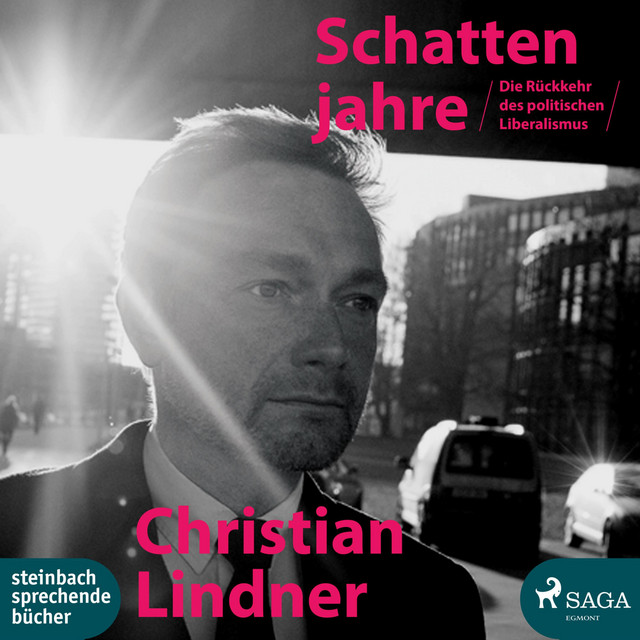 Schatten
jahre
Die Rückkehr
des politischen
Liberalismus
Christian
Lindner
steinbach
sprechende
bücher
SAGA
EGMONT